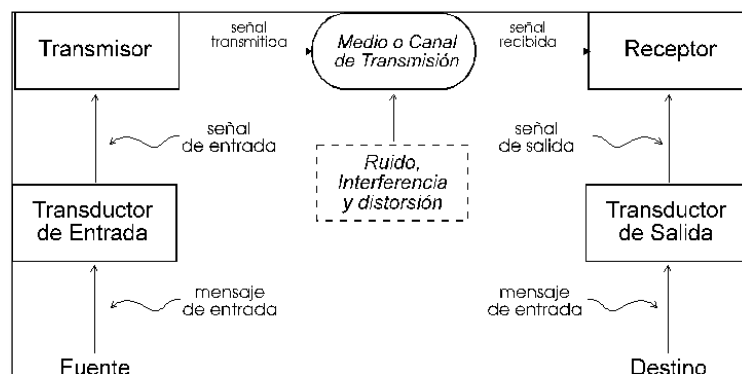 Transmisor
señal
transmitica
Medio o Canal
de Transmisión
señal
recibida
Receptor
señal
de entrada
Ruido,
Interferencia
y distorsión
señal
de salida
Transductor
de Entrada
Transductor
de Salida
mensaje
de entrada
mensaje
de entrada
Fuente
Destino